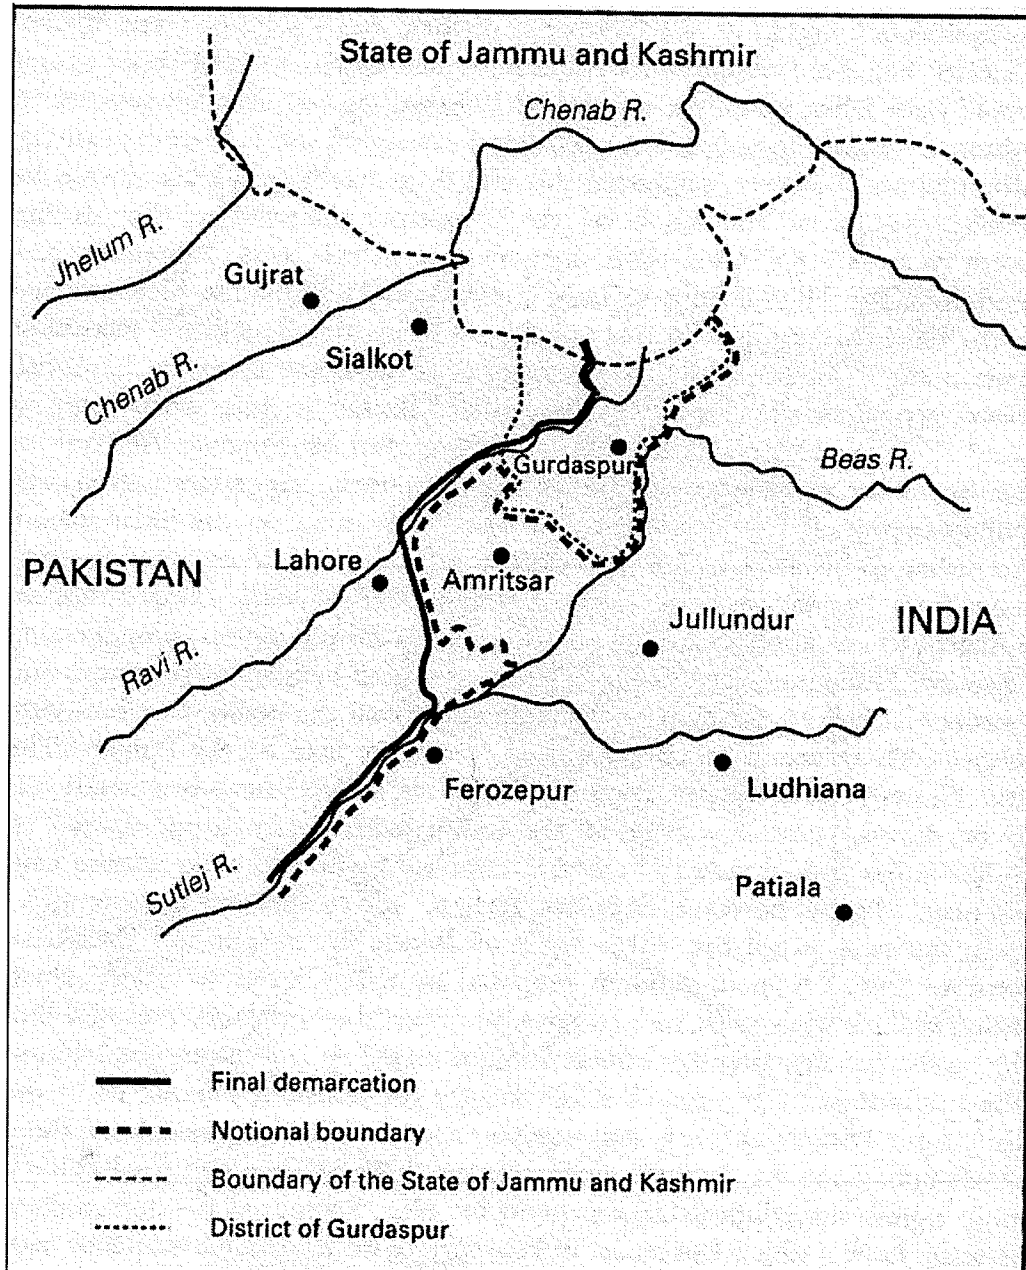 State of Jammu and Kashmir
Chenab R.
Jhelum R.
Gujrat
Sialkot
Chenab R.
Gurdaspur
Beas R.
PAKISTAN
Lahore
Amritsar
Jullundur
INDIA
Ravi R.
Ferozepur
Ludhiana
Sutlej R.
Patiala
Final demarcation
Notional boundary
Boundary of the State of Jammu and Kashmir
District of Gurdaspur